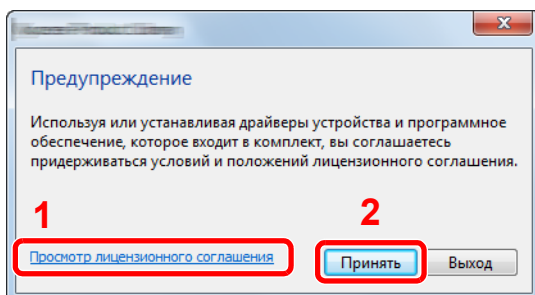 Предупреждение
Используя или устанавливая драйверы устройства и программное
обеспечение, которое входит в комплект, вы соглашаетесь
придерживаться условий и положений лицензионного соглашения.
1
2
Просмотр лицензионного соглашения
Принять
Выход